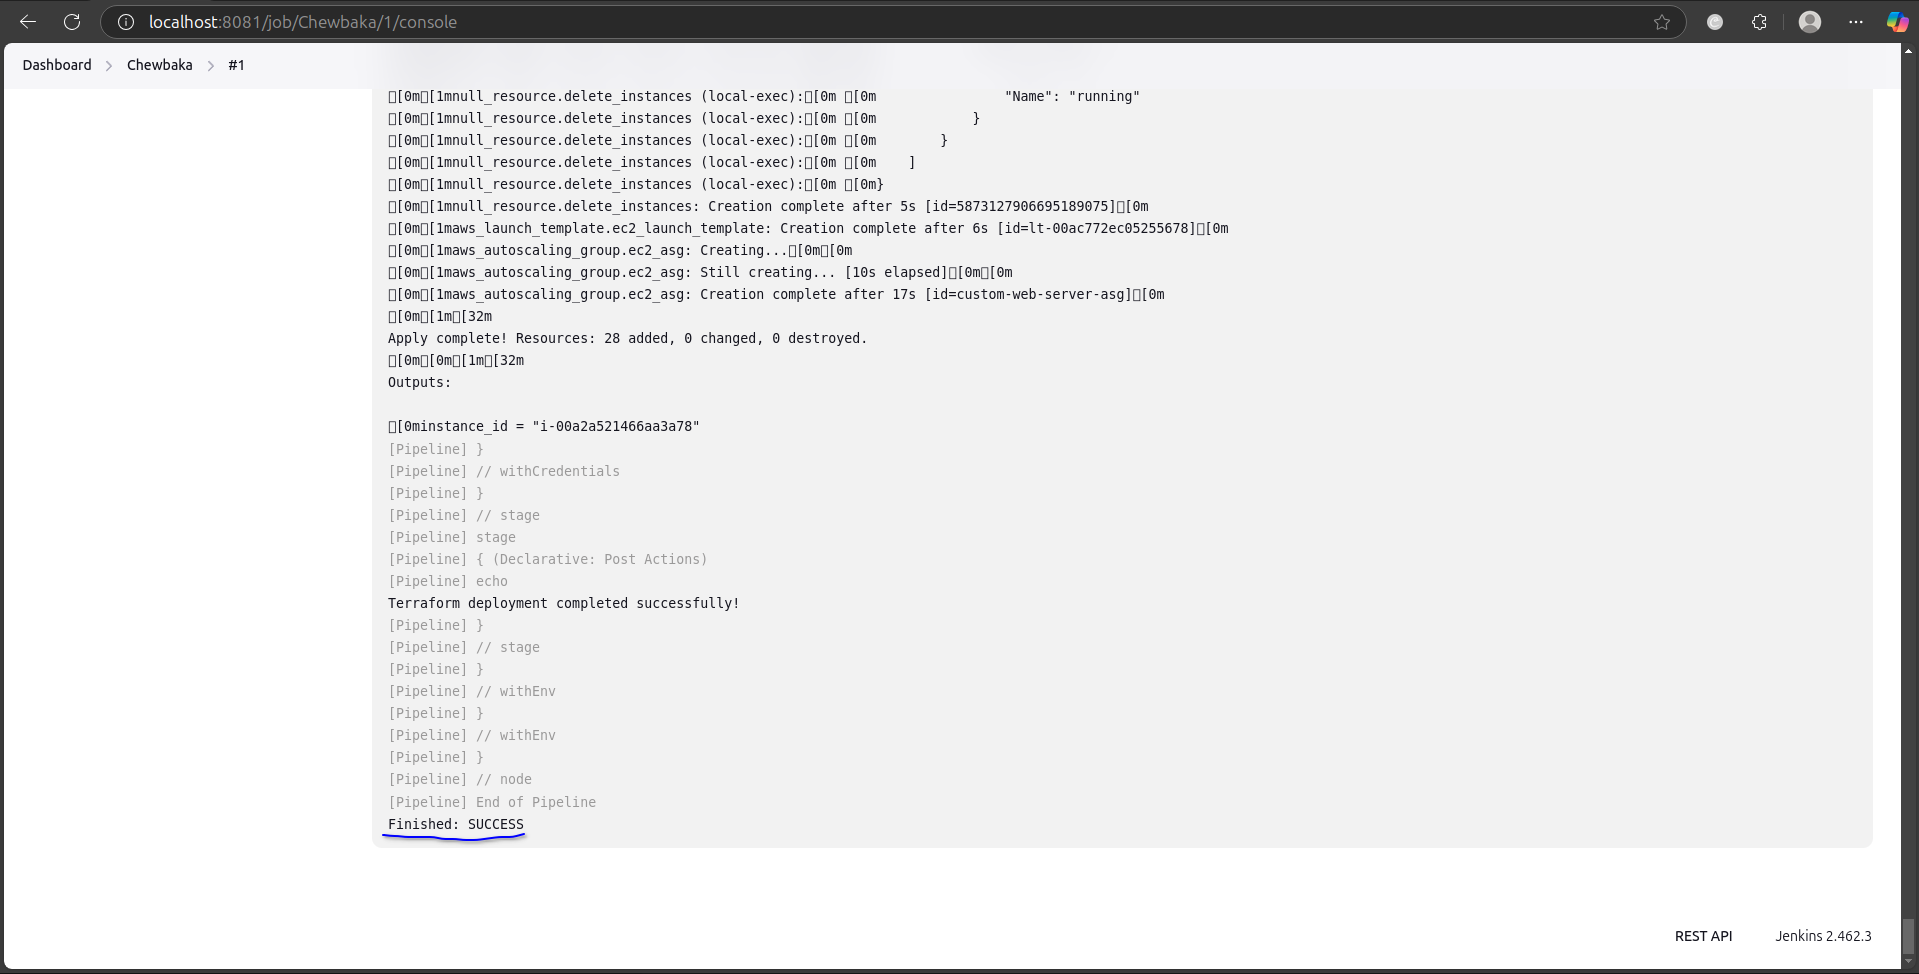 localhost:8081/job/Chewbaka/1/console
Dashboard > Chewbaka > #1
□[0m□[1mnull_resource.delete_instances (local-exec):□[0m □[0m                "Name": "running"
□[0m□[1mnull_resource.delete_instances (local-exec):□[0m □[0m            }
□[0m□[1mnull_resource.delete_instances (local-exec):□[0m □[0m        }
□[0m□[1mnull_resource.delete_instances (local-exec):□[0m □[0m    ]
□[0m□[1mnull_resource.delete_instances (local-exec):□[0m □[0m}
□[0m□[1mnull_resource.delete_instances: Creation complete after 5s [id=5873127906695189075]□[0m
□[0m□[1maws_launch_template.ec2_launch_template: Creation complete after 6s [id=lt-00ac772ec05255678]□[0m
□[0m□[1maws_autoscaling_group.ec2_asg: Creating...□[0m□[0m
□[0m□[1maws_autoscaling_group.ec2_asg: Still creating... [10s elapsed]□[0m□[0m
□[0m□[1maws_autoscaling_group.ec2_asg: Creation complete after 17s [id=custom-web-server-asg]□[0m
□[0m□[1m□[32m
Apply complete! Resources: 28 added, 0 changed, 0 destroyed.
□[0m□[0m□[1m□[32m
Outputs:
□[0minstance_id = "i-00a2a521466aa3a78"
[Pipeline] }
[Pipeline] // withCredentials
[Pipeline] }
[Pipeline] // stage
[Pipeline] stage
[Pipeline] { (Declarative: Post Actions)
[Pipeline] echo
Terraform deployment completed successfully!
[Pipeline] }
[Pipeline] // stage
[Pipeline] }
[Pipeline] // withEnv
[Pipeline] }
[Pipeline] // withEnv
[Pipeline] }
[Pipeline] // node
[Pipeline] End of Pipeline
Finished: SUCCESS
REST API Jenkins 2.462.3